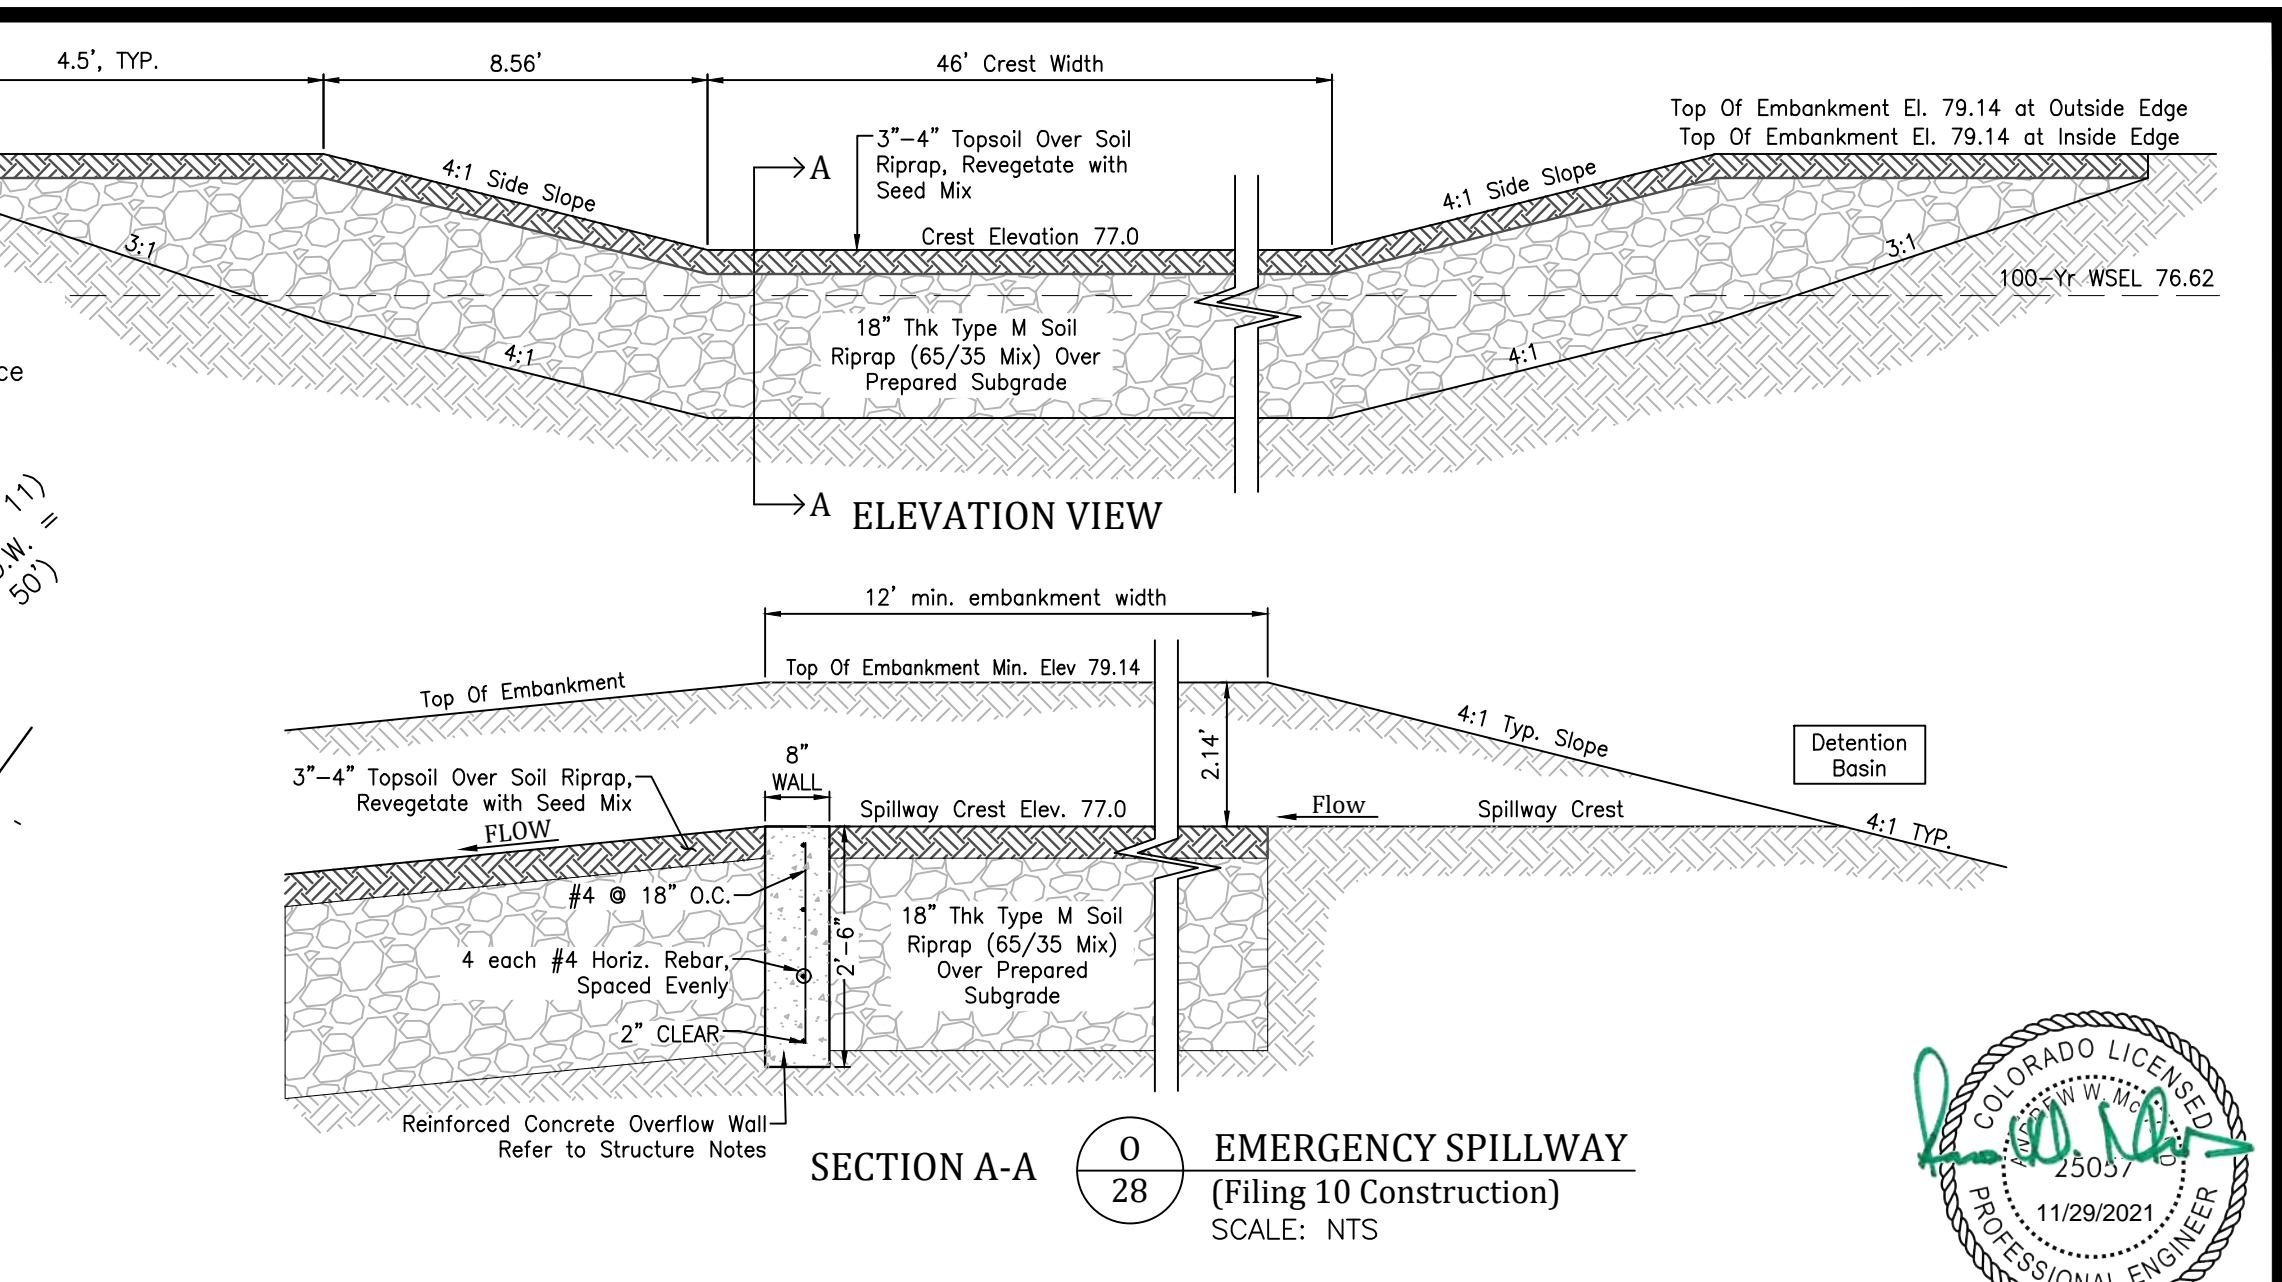 4.5', TYP.
8.56'
46' Crest Width
Top Of Embankment El. 79.14 at Outside Edge
Top Of Embankment El. 79.14 at Inside Edge
4:1 Side Slope
A
3"-4" Topsoil Over Soil
Riprap, Revegetate with
Seed Mix
4:1 Side Slope
Crest Elevation 77.0
3:1
3:1
100-Yr WSEL 76.62
18" Thk Type M Soil
Riprap (65/35 Mix) Over
Prepared Subgrade
4:1
4:1
ce
11)
=
.W.
50')
A
ELEVATION VIEW
12' min. embankment width
Top Of Embankment
Top Of Embankment Min. Elev 79.14
2.14'
4:1 Typ. Slope
Detention
Basin
8"
WALL
3"-4" Topsoil Over Soil Riprap,
Revegetate with Seed Mix
FLOW
Spillway Crest Elev. 77.0
Flow
Spillway Crest
4:1 TYP.
#4 @ 18" O.C.
4 each #4 Horiz. Rebar,
Spaced Evenly
2" CLEAR
2'-6"
18" Thk Type M Soil
Riprap (65/35 Mix)
Over Prepared
Subgrade
Reinforced Concrete Overflow Wall
Refer to Structure Notes
SECTION A-A
O
28
EMERGENCY SPILLWAY
(Filing 10 Construction)
SCALE: NTS
COLORADO LICENSED
W.
25057
11/29/2021
PROFESSIONAL ENGINEER